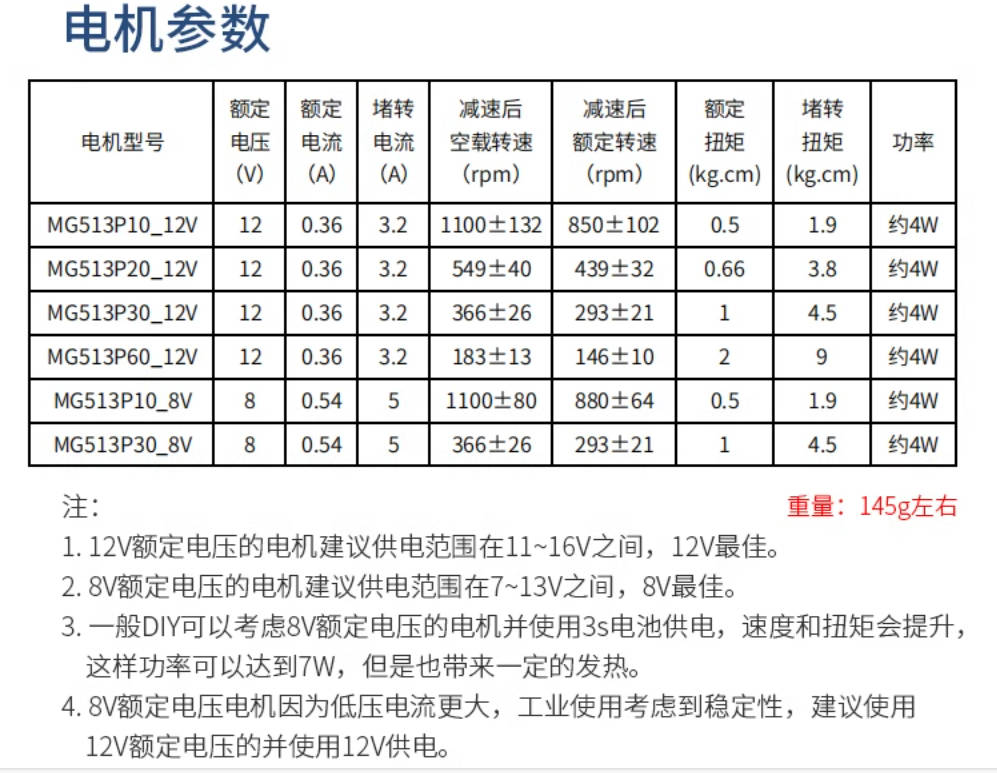 电机参数
电机型号 额定电压（V） 额定电流（A） 堵转电流（A） 减速后空载转速（rpm） 减速后额定转速（rpm） 额定扭矩(kg.cm) 堵转扭矩(kg.cm) 功率
MG513P10_12V 12 0.36 3.2 1100±132 850±102 0.5 1.9 约4W
MG513P20_12V 12 0.36 3.2 549±40 439±32 0.66 3.8 约4W
MG513P30_12V 12 0.36 3.2 366±26 293±21 1 4.5 约4W
MG513P60_12V 12 0.36 3.2 183±13 146±10 2 9 约4W
MG513P10_8V 8 0.54 5 1100±80 880±64 0.5 1.9 约4W
MG513P30_8V 8 0.54 5 366±26 293±21 1 4.5 约4W
注：
重量：145g左右
1. 12V额定电压的电机建议供电范围在11~16V之间，12V最佳。
2. 8V额定电压的电机建议供电范围在7~13V之间，8V最佳。
3. 一般DIY可以考虑8V额定电压的电机并使用3s电池供电，速度和扭矩会提升，
这样功率可以达到7W，但是也带来一定的发热。
4. 8V额定电压电机因为低压电流更大，工业使用考虑到稳定性，建议使用
12V额定电压的并使用12V供电。